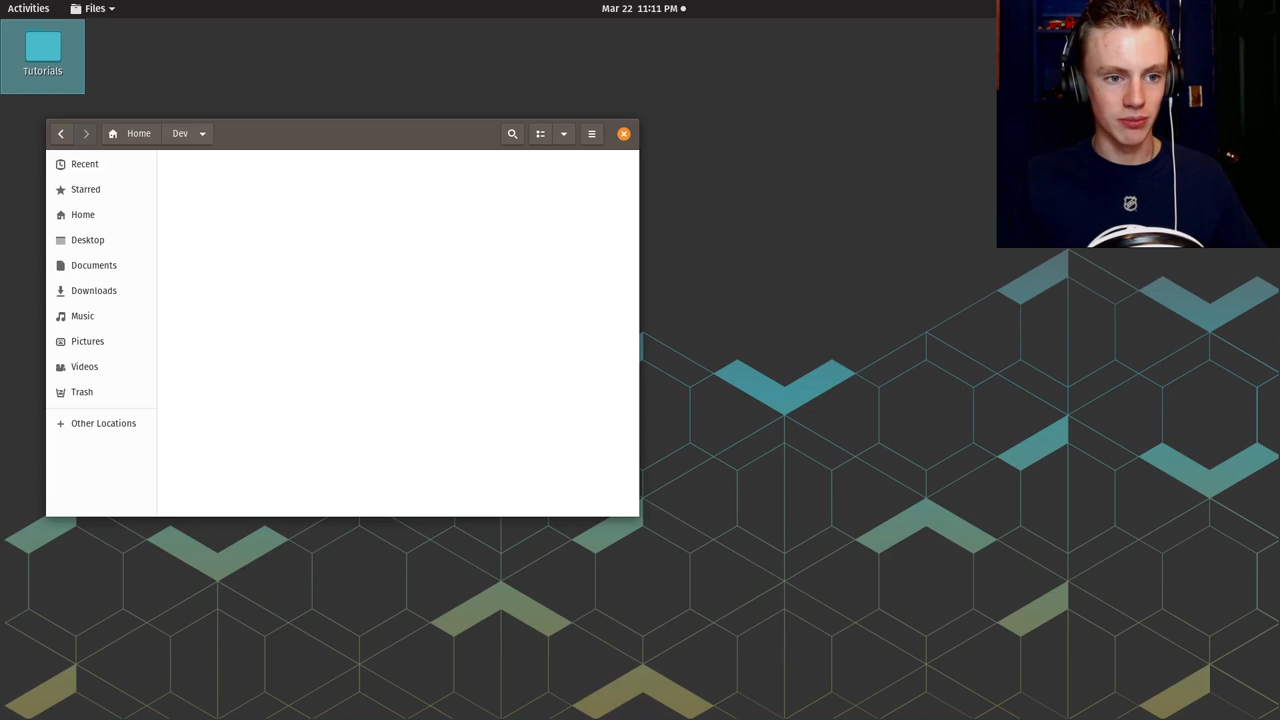 Activities
Files
Mar 22 11:11 PM
Tutorials
Home
Dev
Recent
Starred
Home
Desktop
Documents
Downloads
Music
Pictures
Videos
Trash
Other Locations